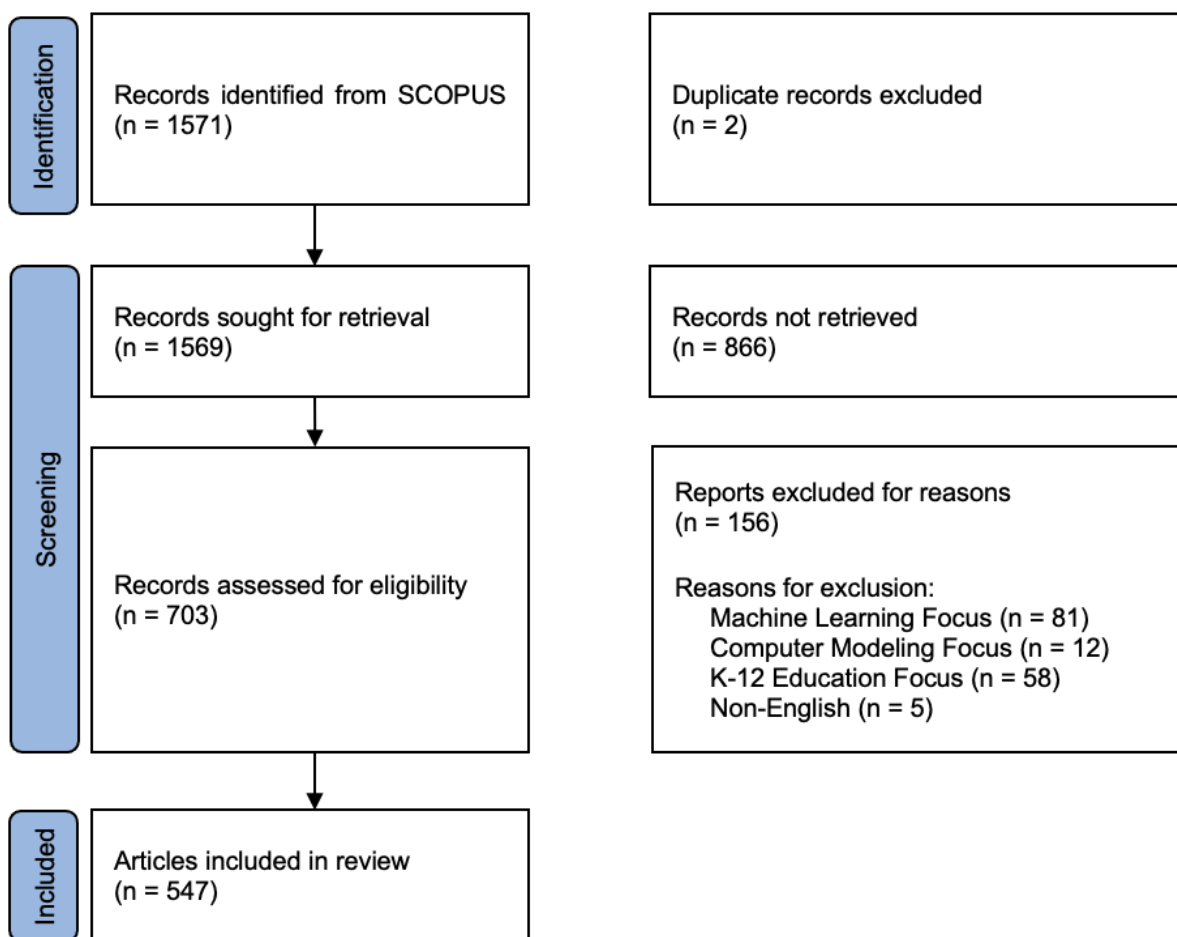 Identification
Records identified from SCOPUS
(n = 1571)
Duplicate records excluded
(n = 2)
Screening
Records sought for retrieval
(n = 1569)
Records not retrieved
(n = 866)
Records assessed for eligibility
(n = 703)
Reports excluded for reasons
(n = 156)
Reasons for exclusion:
Machine Learning Focus (n = 81)
Computer Modeling Focus (n = 12)
K-12 Education Focus (n = 58)
Non-English (n = 5)
Included
Articles included in review
(n = 547)